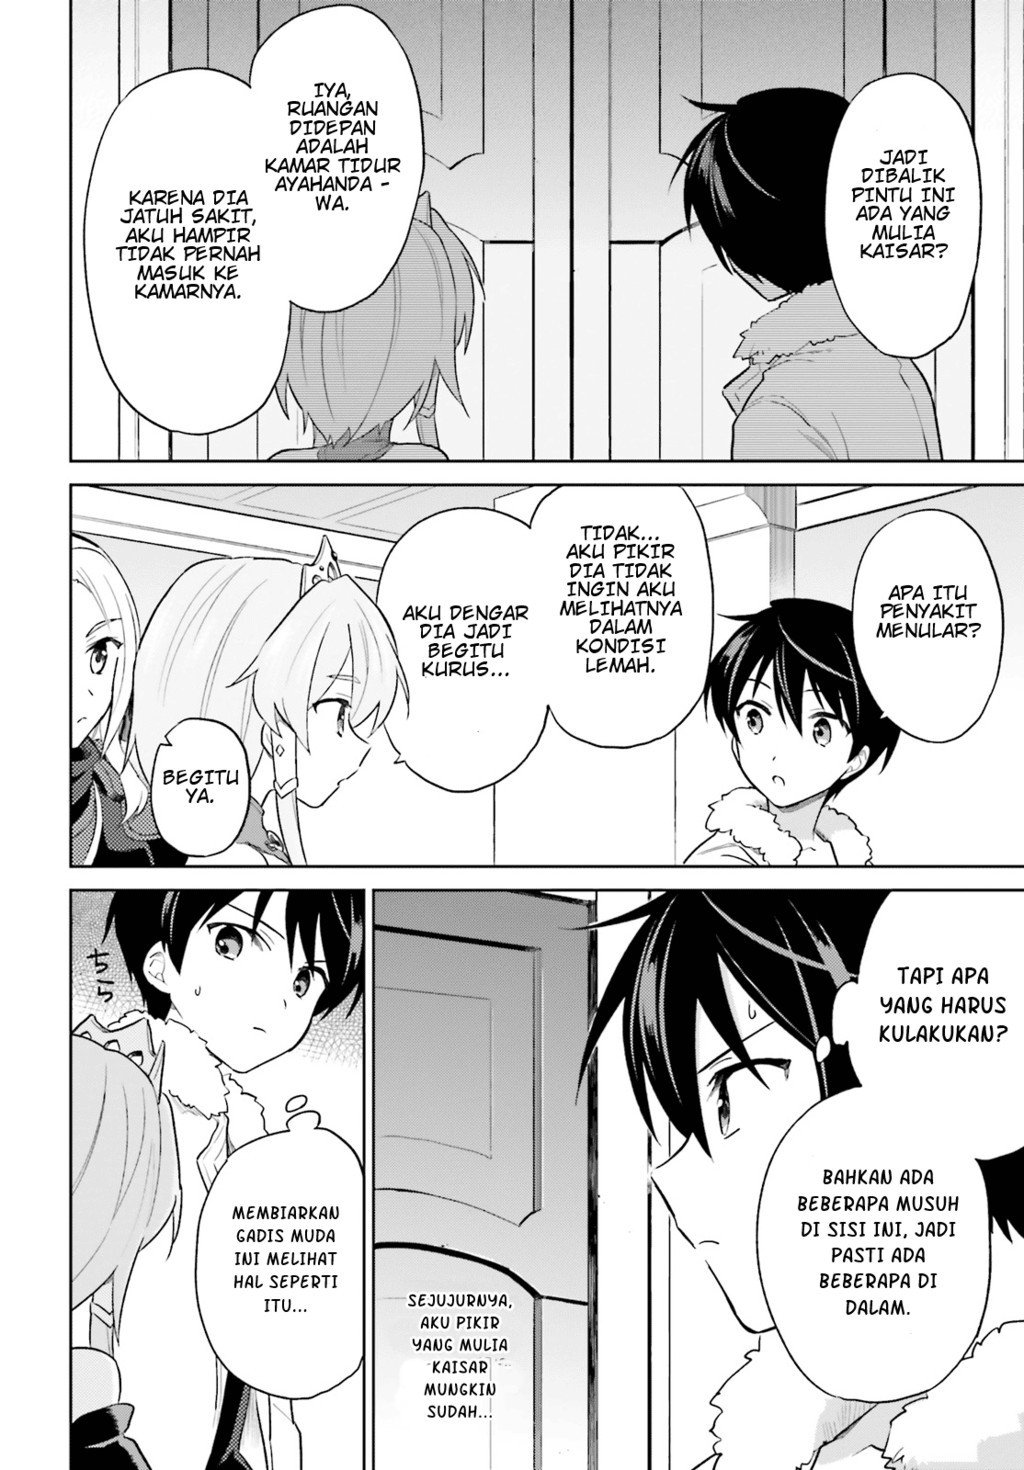 JADI
DIBALIK
PINTU INI
ADA YANG
MULIA
KAISAR?
IYA,
RUANGAN
DIDEPAN
ADALAH
KAMAR TIDUR
AYAHANDA -
WA.
KARENA DIA
JATUH SAKIT,
AKU HAMPIR
TIDAK PERNAH
MASUK KE
KAMARNYA.
APA ITU
PENYAKIT
MENULAR?
TIDAK...
AKU PIKIR
DIA TIDAK
INGIN AKU
MELIHATNYA
DALAM
KONDISI
LEMAH.
AKU DENGAR
DIA JADI
BEGITU
KURUS...
BEGITU
YA.
TAPI APA
YANG HARUS
KULAKUKAN?
BAHKAN ADA
BEBERAPA MUSUH
DI SISI INI, JADI
PASTI ADA
BEBERAPA DI
DALAM.
SEJUJURNYA,
AKU PIKIR
YANG MULIA
KAISAR
MUNGKIN
SUDAH...
ちら
MEMBIARKAN
GADIS MUDA
INI MELIHAT
HAL SEPERTI
ITU...